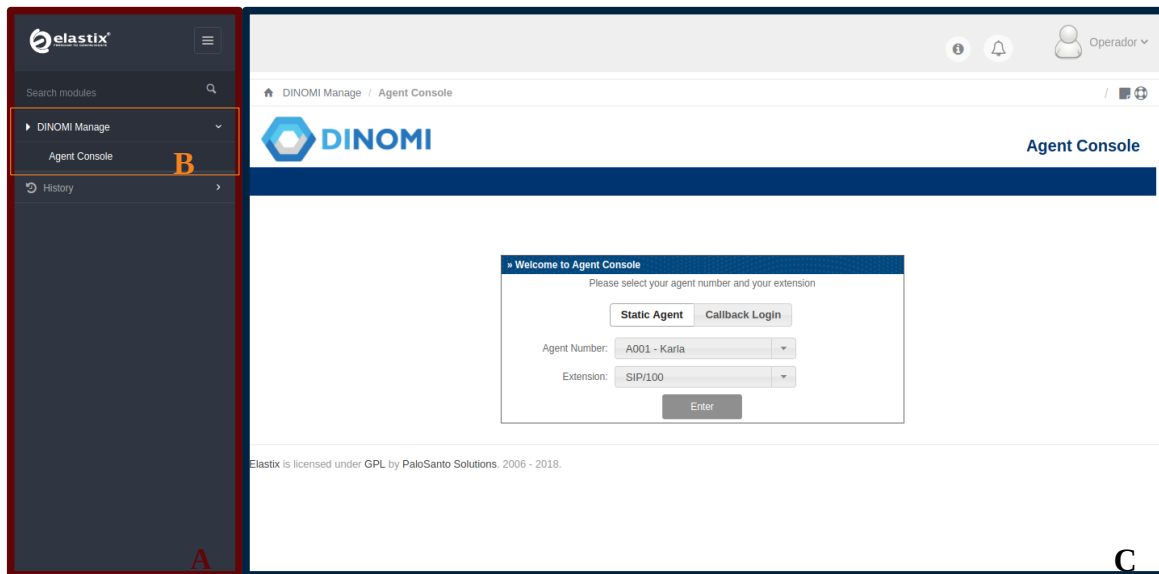 elastix®
Operador
Search modules
DINOMI Manage / Agent Console
/
DINOMI Manage
Agent Console
B
History
DINOMI
Agent Console
» Welcome to Agent Console
Please select your agent number and your extension
Static Agent Callback Login
Agent Number: A001 - Karla
Extension: SIP/100
Enter
Elastix is licensed under GPL by PaloSanto Solutions. 2006 - 2018.
A
C